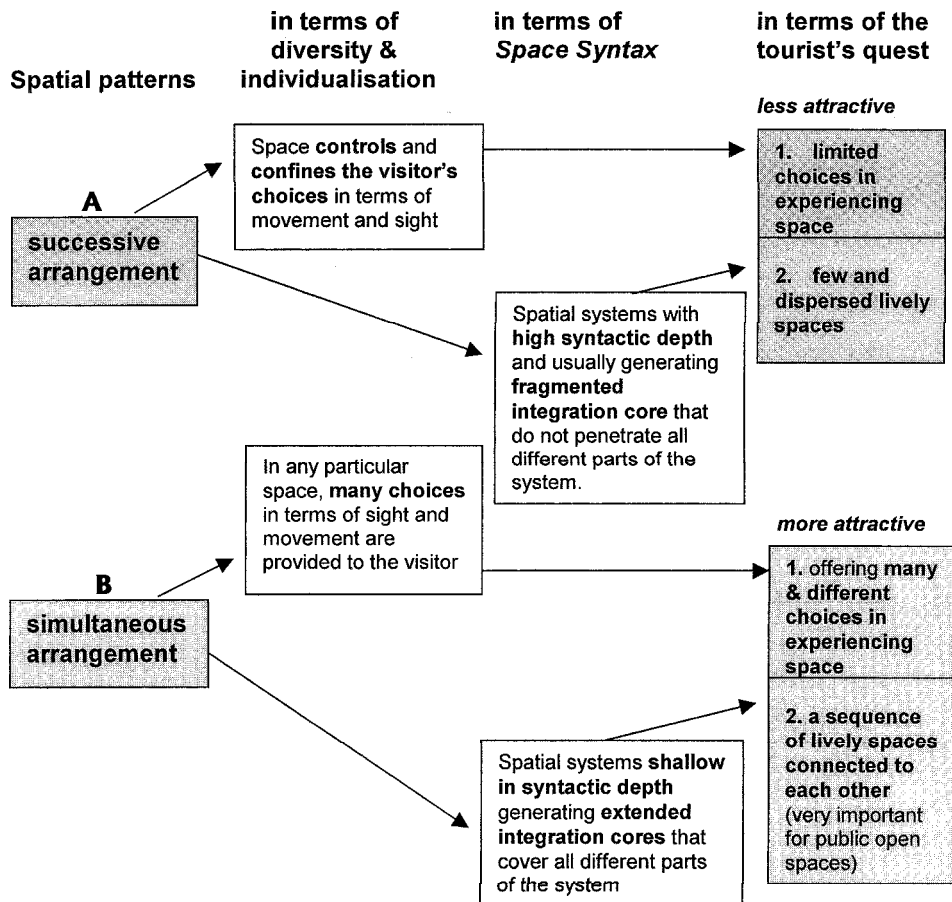 Spatial patterns
in terms of
diversity &
individualisation
in terms of
Space Syntax
in terms of the
tourist's quest
less attractive
A
successive
arrangement
Space controls and
confines the visitor's
choices in terms of
movement and sight
1. limited
choices in
experiencing
space
2. few and
dispersed lively
spaces
Spatial systems with
high syntactic depth
and usually generating
fragmented
integration core that
do not penetrate all
different parts of the
system.
B
simultaneous
arrangement
In any particular
space, many choices
in terms of sight and
movement are
provided to the visitor
more attractive
1. offering many
& different
choices in
experiencing
space
2. a sequence
of lively spaces
connected to
each other
(very important
for public open
spaces)
Spatial systems shallow
in syntactic depth
generating extended
integration cores that
cover all different parts
of the system